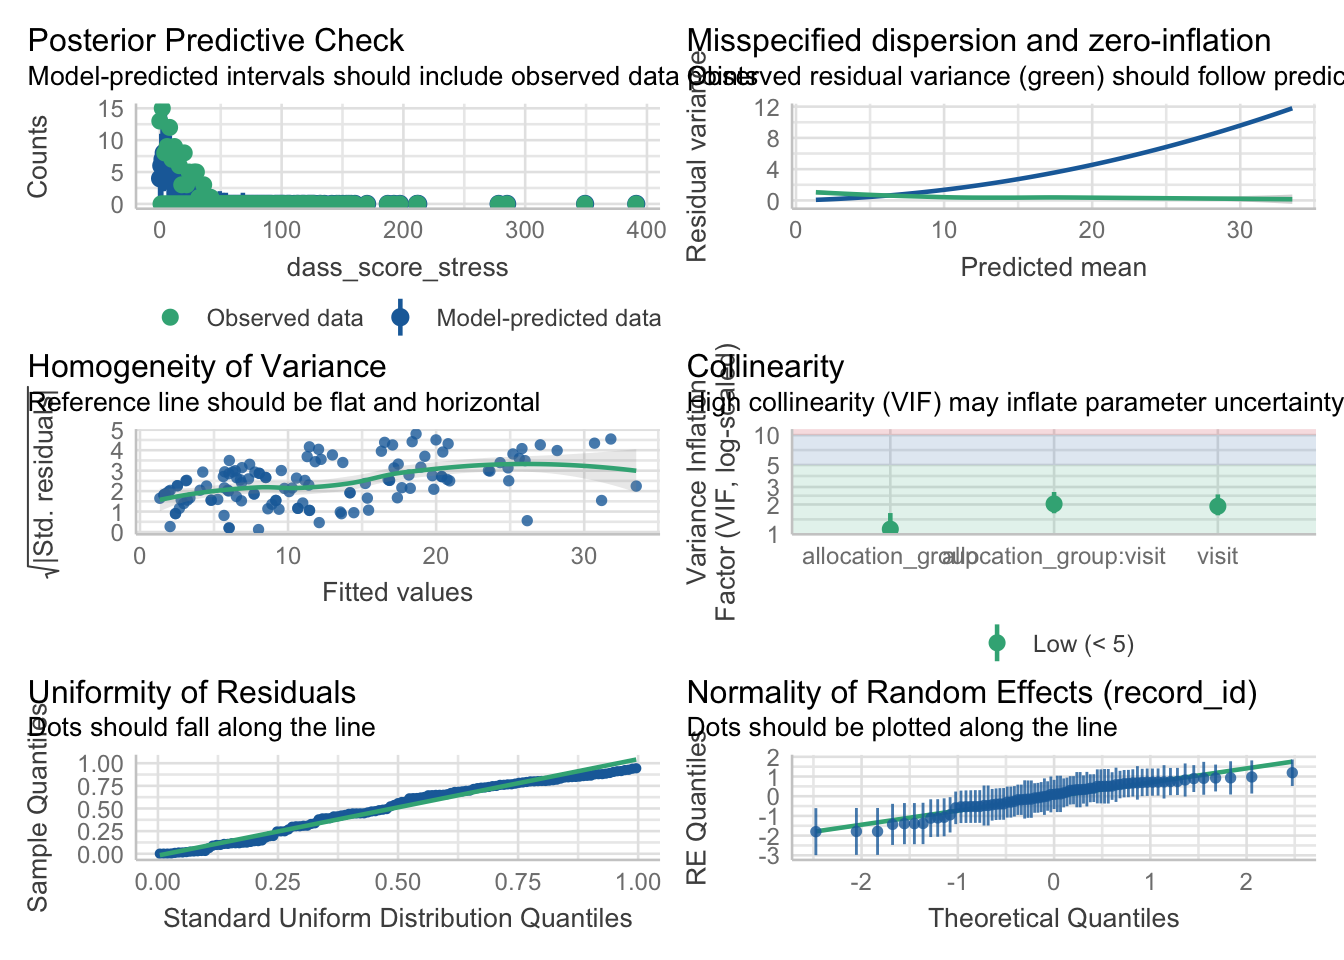 Posterior Predictive Check
Model-predicted intervals should include observed data points
Counts
15
10
5
0
0
100
200
300
400
dass_score_stress
Observed data
Model-predicted data
Misspecified dispersion and zero-inflation
Observed residual variance (green) should follow predic
Residual variance
12
8
4
0
0
10
20
30
Predicted mean
Homogeneity of Variance
Reference line should be flat and horizontal
√|Std. residuals|
5
4
3
2
1
0
0
10
20
30
Fitted values
Collinearity
High collinearity (VIF) may inflate parameter uncertainty
Variance Inflation
Factor (VIF, log-scaled)
10
5
3
2
1
allocation_group
allocation_group:visit
visit
Low (< 5)
Uniformity of Residuals
Dots should fall along the line
Sample Quantiles
1.00
0.75
0.50
0.25
0.00
0.00
0.25
0.50
0.75
1.00
Standard Uniform Distribution Quantiles
Normality of Random Effects (record_id)
Dots should be plotted along the line
RE Quantiles
2
1
0
-1
-2
-3
-2
-1
0
1
2
Theoretical Quantiles